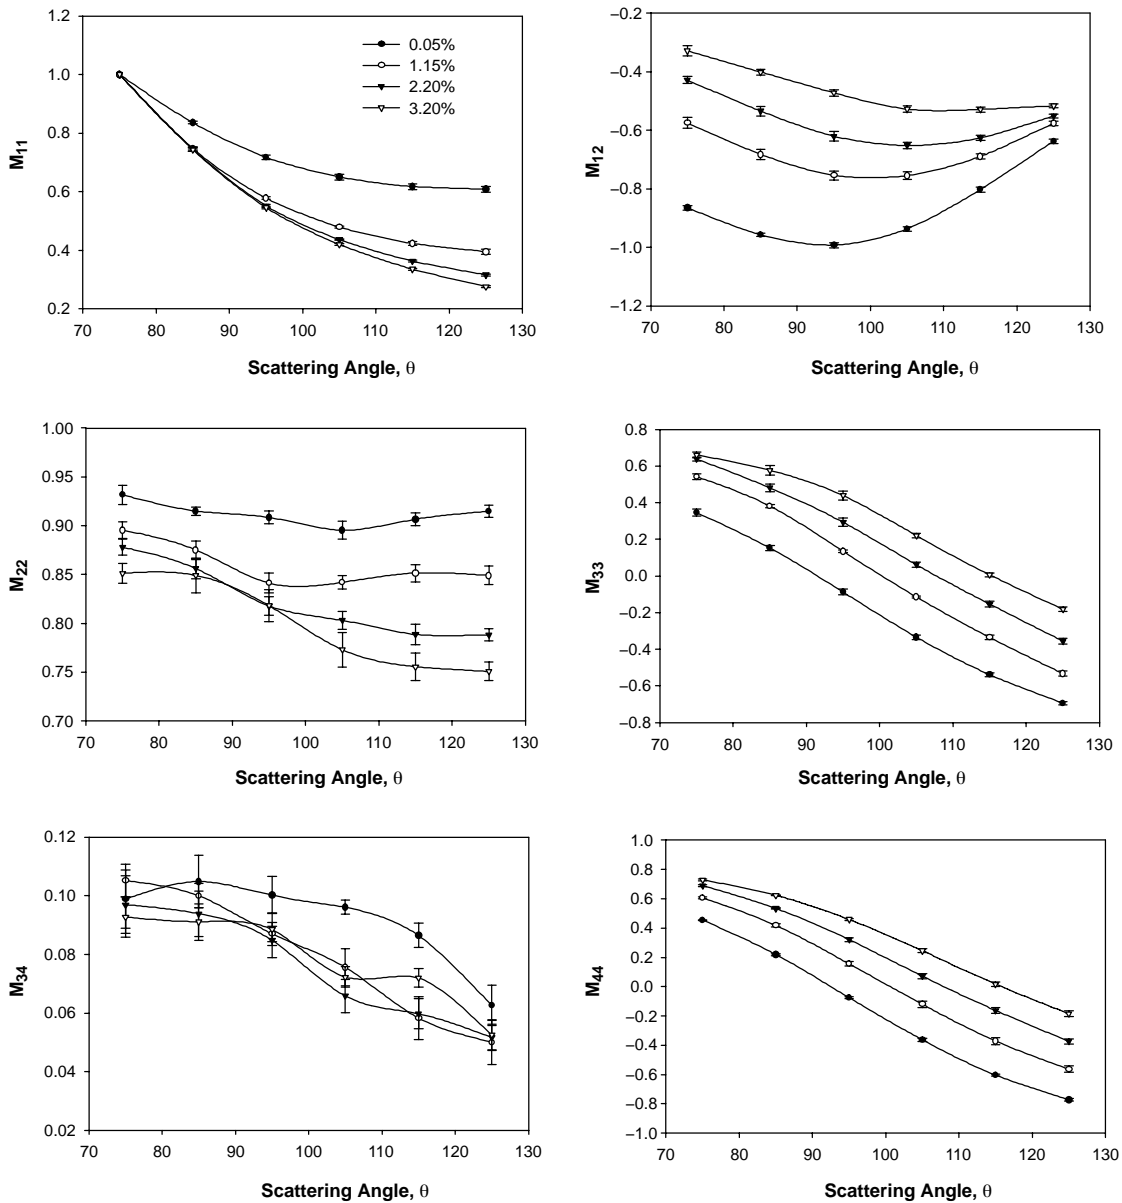 1.2
1.0
0.8
0.6
0.4
0.2
M11
0.05%
1.15%
2.20%
3.20%
70 80 90 100 110 120 130
Scattering Angle, θ
−0.2
−0.4
−0.6
−0.8
−1.0
−1.2
M12
70 80 90 100 110 120 130
Scattering Angle, θ
1.00
0.95
0.90
0.85
0.80
0.75
0.70
M22
70 80 90 100 110 120 130
Scattering Angle, θ
0.8
0.6
0.4
0.2
0.0
−0.2
−0.4
−0.6
−0.8
M33
70 80 90 100 110 120 130
Scattering Angle, θ
0.12
0.10
0.08
0.06
0.04
0.02
M34
70 80 90 100 110 120 130
Scattering Angle, θ
1.0
0.8
0.6
0.4
0.2
0.0
−0.2
−0.4
−0.6
−0.8
−1.0
M44
70 80 90 100 110 120 130
Scattering Angle, θ